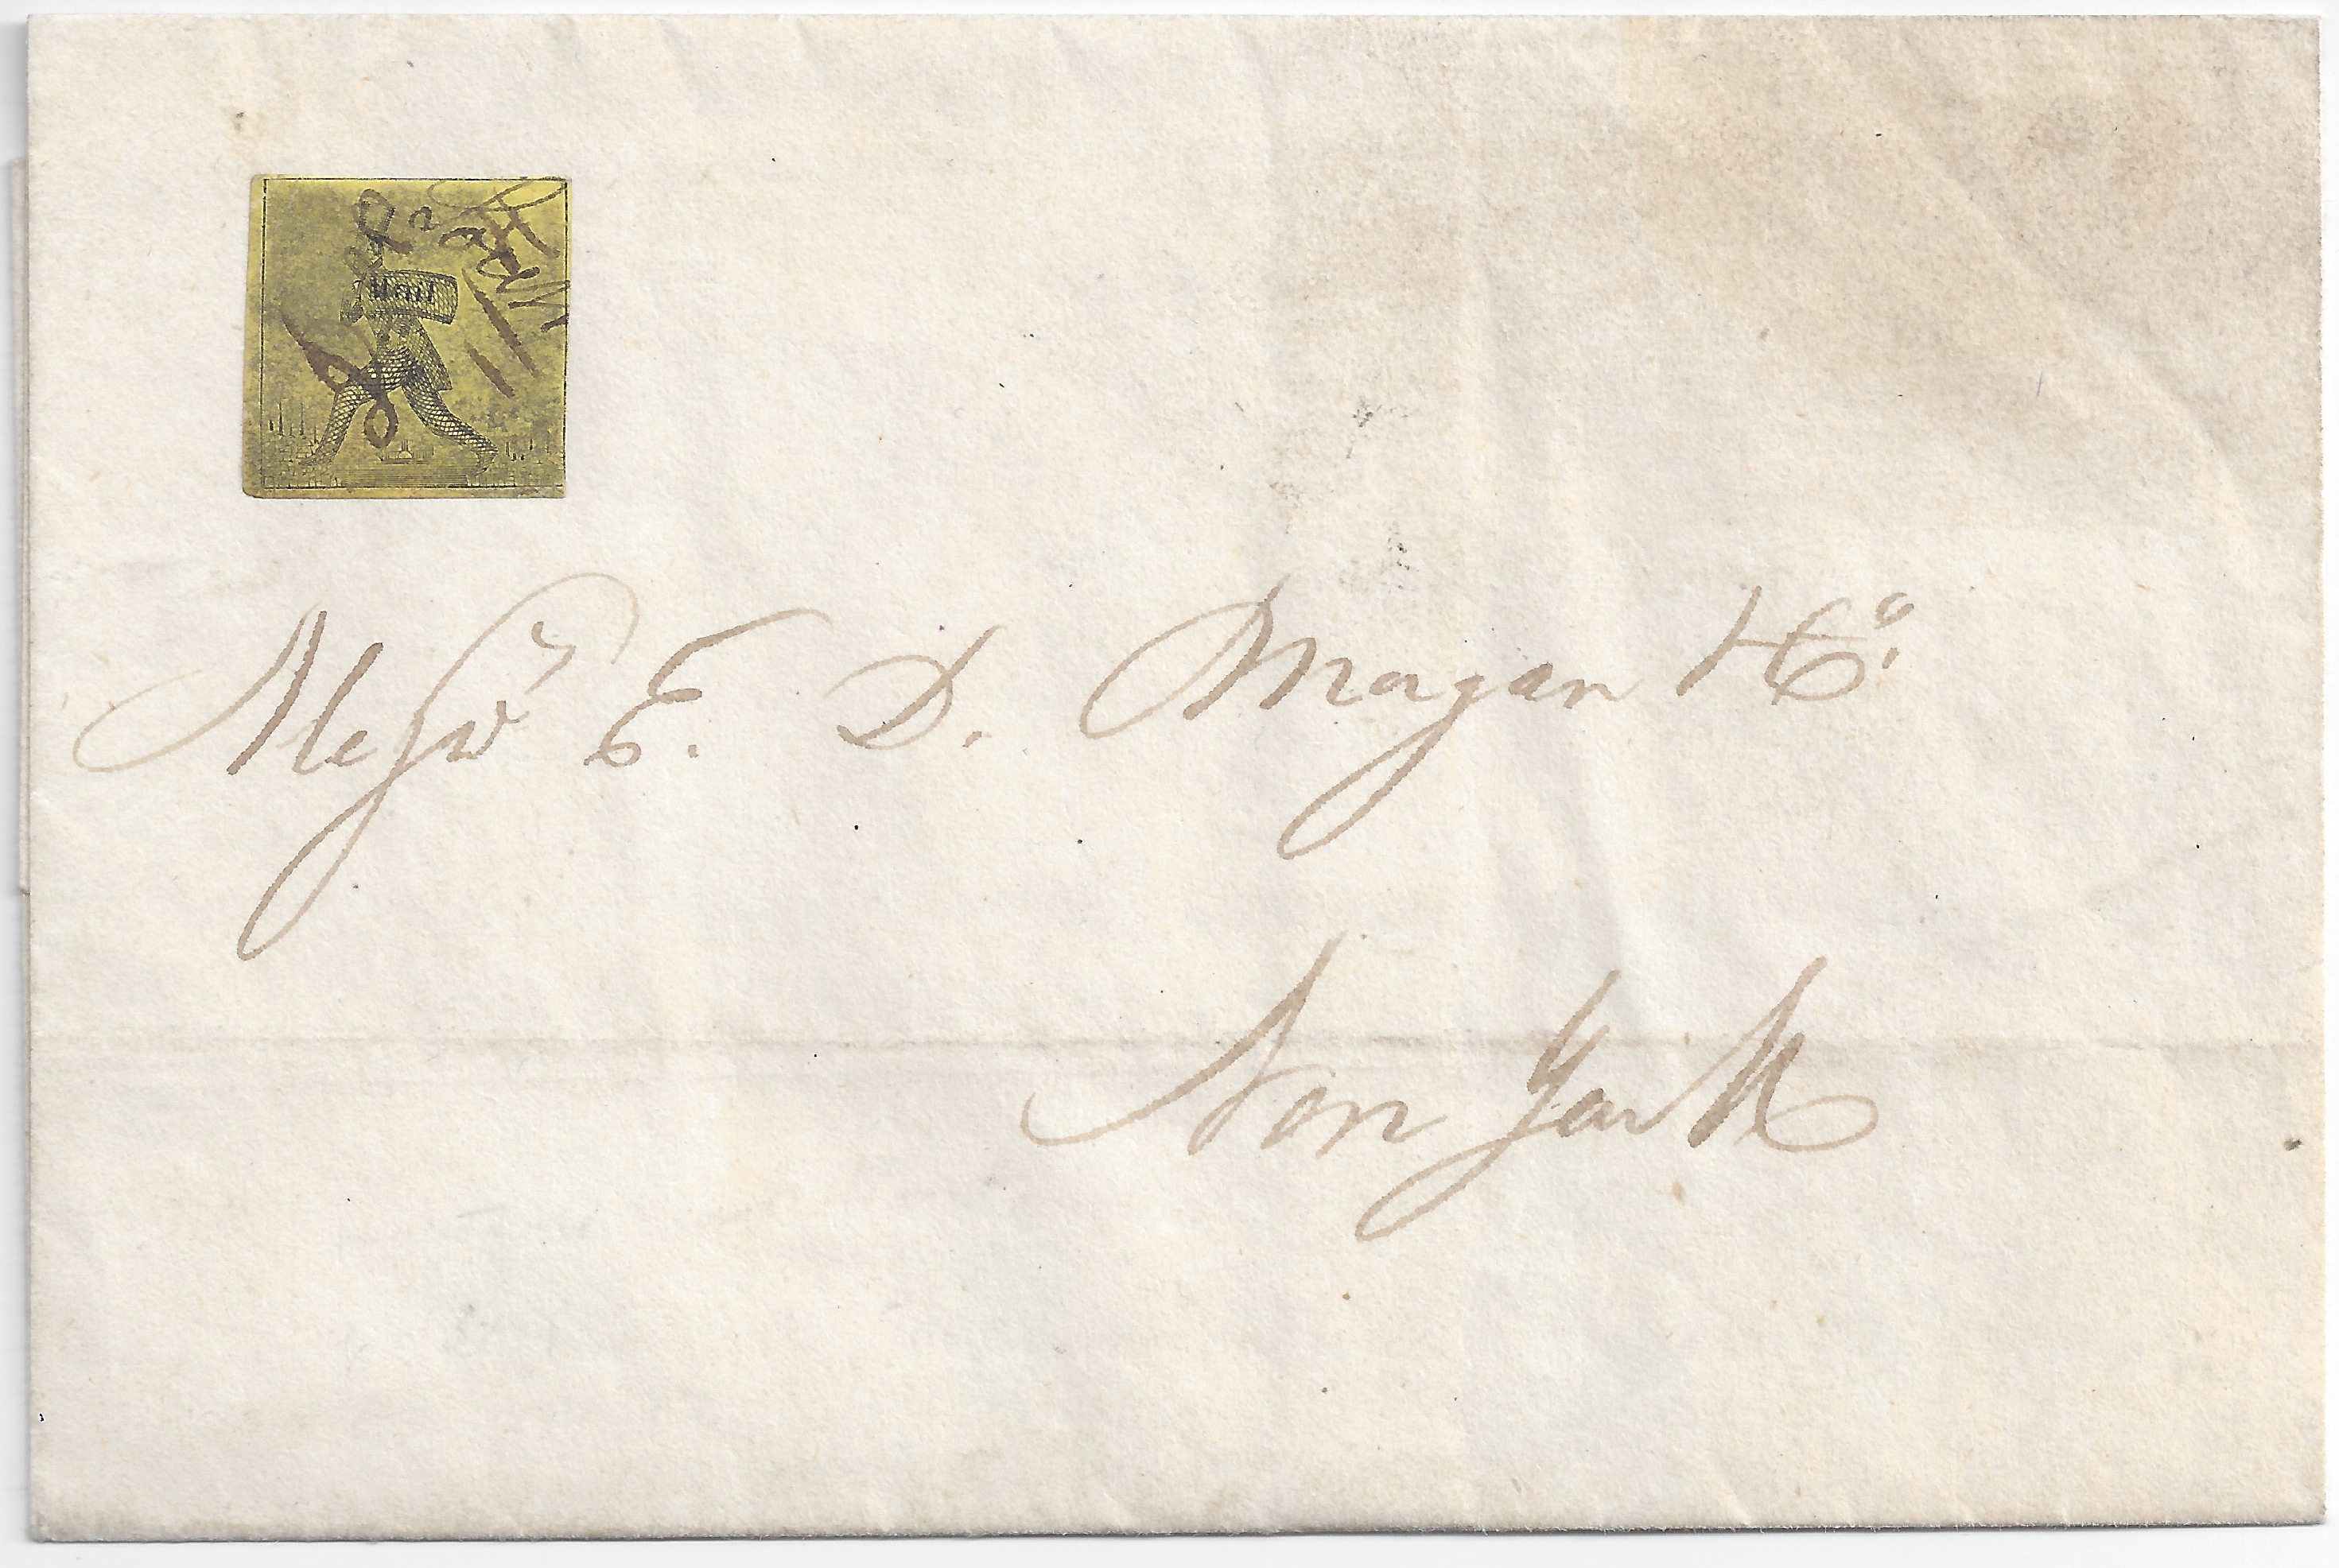 Mail
Messrs E. D. Morgan & Co.
New York